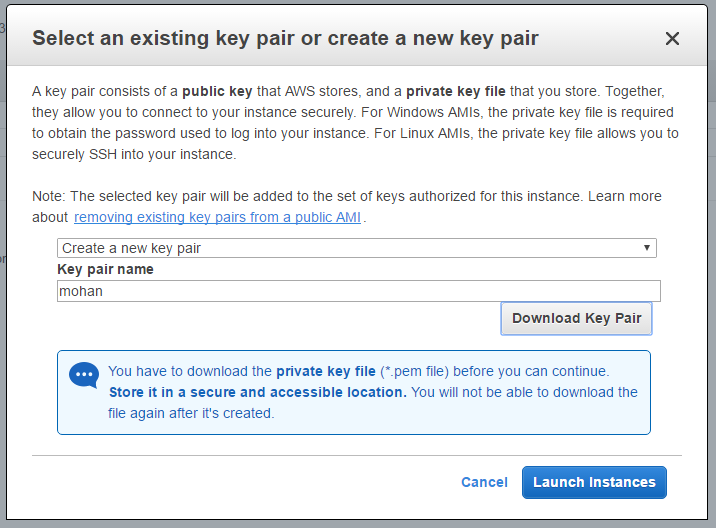 Select an existing key pair or create a new key pair
A key pair consists of a public key that AWS stores, and a private key file that you store. Together,
they allow you to connect to your instance securely. For Windows AMIs, the private key file is required
to obtain the password used to log into your instance. For Linux AMIs, the private key file allows you to
securely SSH into your instance.
Note: The selected key pair will be added to the set of keys authorized for this instance. Learn more
about removing existing key pairs from a public AMI.
Create a new key pair
Key pair name
mohan
Download Key Pair
You have to download the private key file (*.pem file) before you can continue.
Store it in a secure and accessible location. You will not be able to download the
file again after it's created.
Cancel
Launch Instances